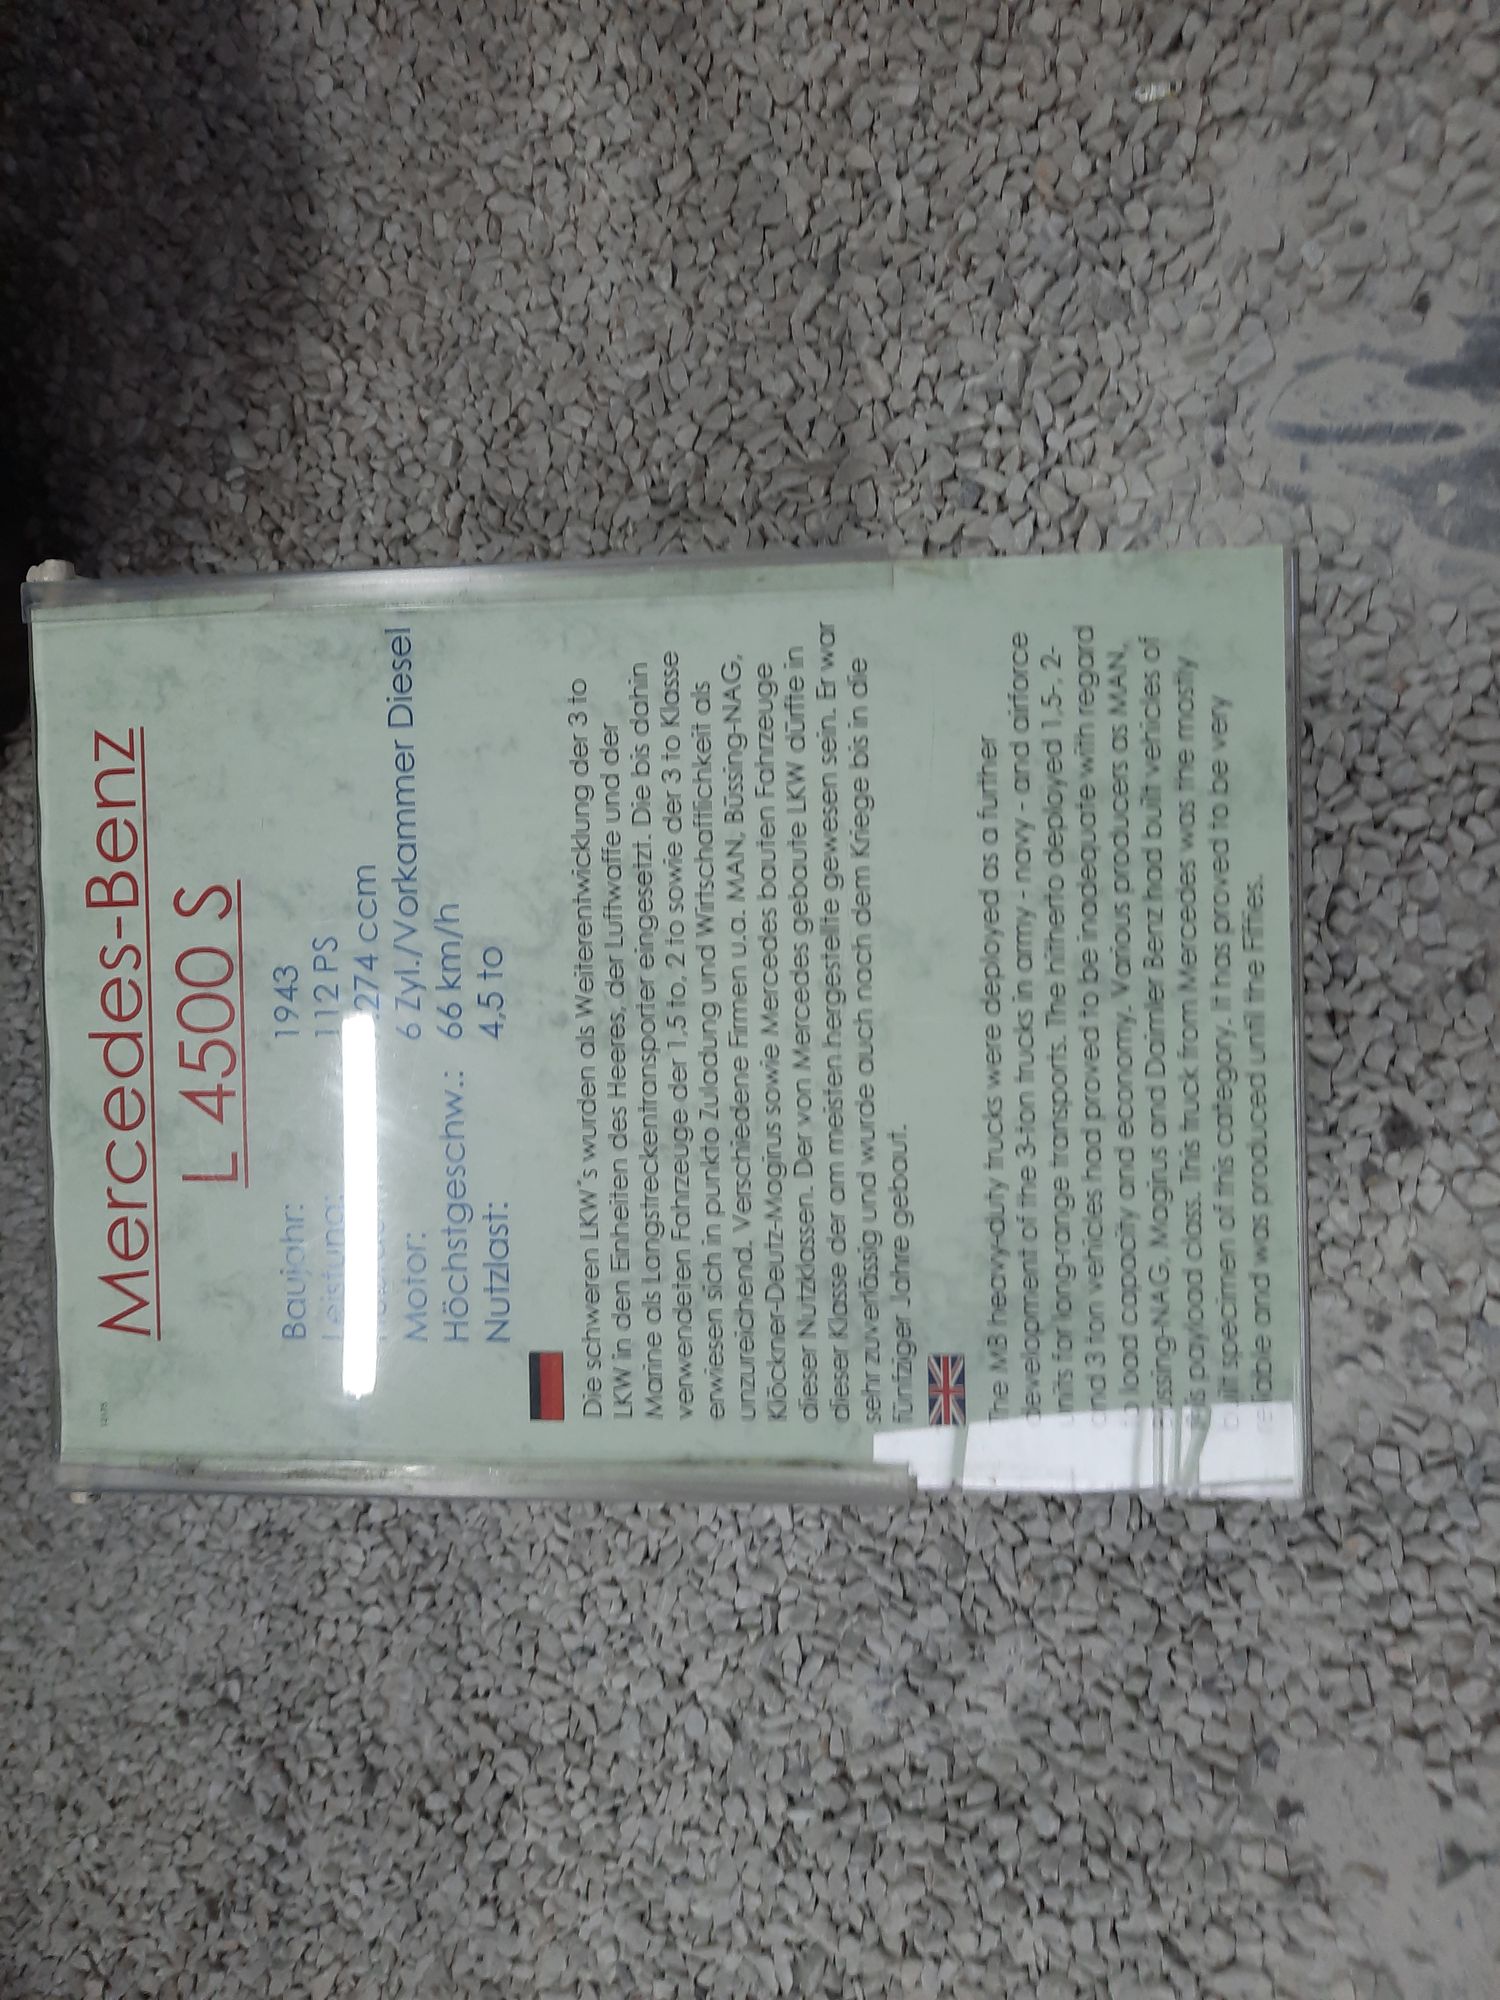 Mercedes-Benz
L 4500 S
Baujahr: 1943
Leistung: 112 PS
274 ccm
Motor: 6 Zyl./Vorkammer Diesel
Höchstgeschw.: 66 km/h
Nutzlast: 4,5 to
Die schweren LKW's wurden als Weiterentwicklung der 3 to
LKW in den Einheiten des Heeres, der Luftwaffe und der
Marine als Langstreckentransporter eingesetzt. Die bis dahin
verwendeten Fahrzeuge der 1,5 to, 2 to sowie der 3 to Klasse
erwiesen sich in punkto Zuladung und Wirtschaftlichkeit als
unzureichend. Verschiedene Firmen u.a. MAN, Büssing-NAG,
Klöckner-Deutz-Magirus sowie Mercedes bauten Fahrzeuge
dieser Nutzklassen. Der von Mercedes gebaute LKW dürfte in
dieser Klasse der am meisten hergestellte gewesen sein. Er war
sehr zuverlässig und wurde auch nach dem Kriege bis in die
fünfziger Jahre gebaut.
The MB heavy-duty trucks were deployed as a further
development of the 3-ton trucks in army - navy - and airforce
units for long-range transports. The hitherto deployed 1,5-, 2-
and 3 ton vehicles had proved to be inadequate with regard
to load capacity and economy. Various producers as MAN,
Büssing-NAG, Magirus and Daimler Benz had built vehicles of
this payload class. This truck from Mercedes was the mostly
built specimen of this category. It has proved to be very
reliable and was produced until the Fifties.